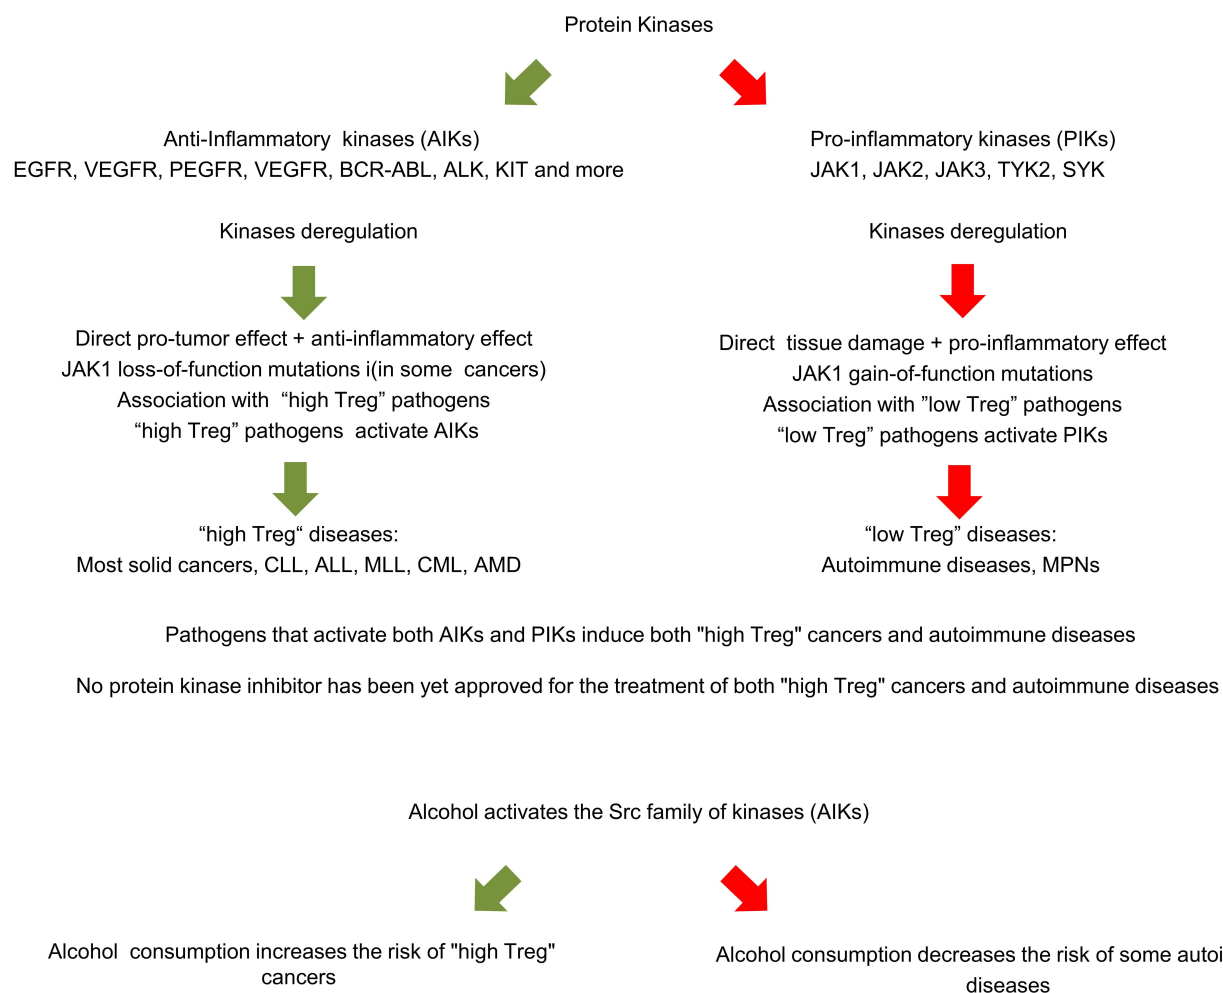 Protein Kinases
Anti-Inflammatory kinases (AIKs)
EGFR, VEGFR, PEGFR, VEGFR, BCR-ABL, ALK, KIT and more
Kinases deregulation
Direct pro-tumor effect + anti-inflammatory effect
JAK1 loss-of-function mutations i(in some cancers)
Association with “high Treg” pathogens
“high Treg” pathogens activate AIKs
“high Treg“ diseases:
Most solid cancers, CLL, ALL, MLL, CML, AMD
Pro-inflammatory kinases (PIKs)
JAK1, JAK2, JAK3, TYK2, SYK
Kinases deregulation
Direct tissue damage + pro-inflammatory effect
JAK1 gain-of-function mutations
Association with ”low Treg” pathogens
“low Treg” pathogens activate PIKs
“low Treg” diseases:
Autoimmune diseases, MPNs
Pathogens that activate both AIKs and PIKs induce both "high Treg" cancers and autoimmune diseases
No protein kinase inhibitor has been yet approved for the treatment of both "high Treg" cancers and autoimmune diseases
Alcohol activates the Src family of kinases (AIKs)
Alcohol consumption increases the risk of "high Treg"
cancers
Alcohol consumption decreases the risk of some autoi
diseases